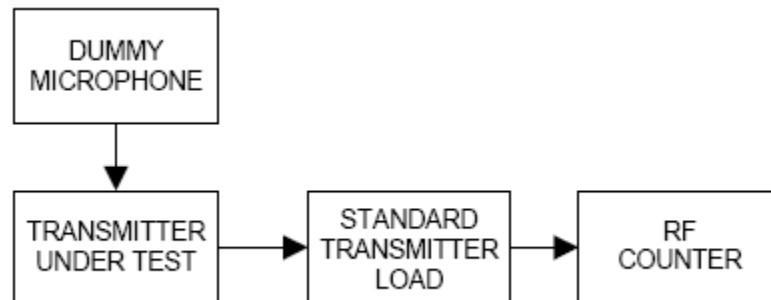 DUMMY
MICROPHONE
TRANSMITTER
UNDER TEST
STANDARD
TRANSMITTER
LOAD
RF
COUNTER